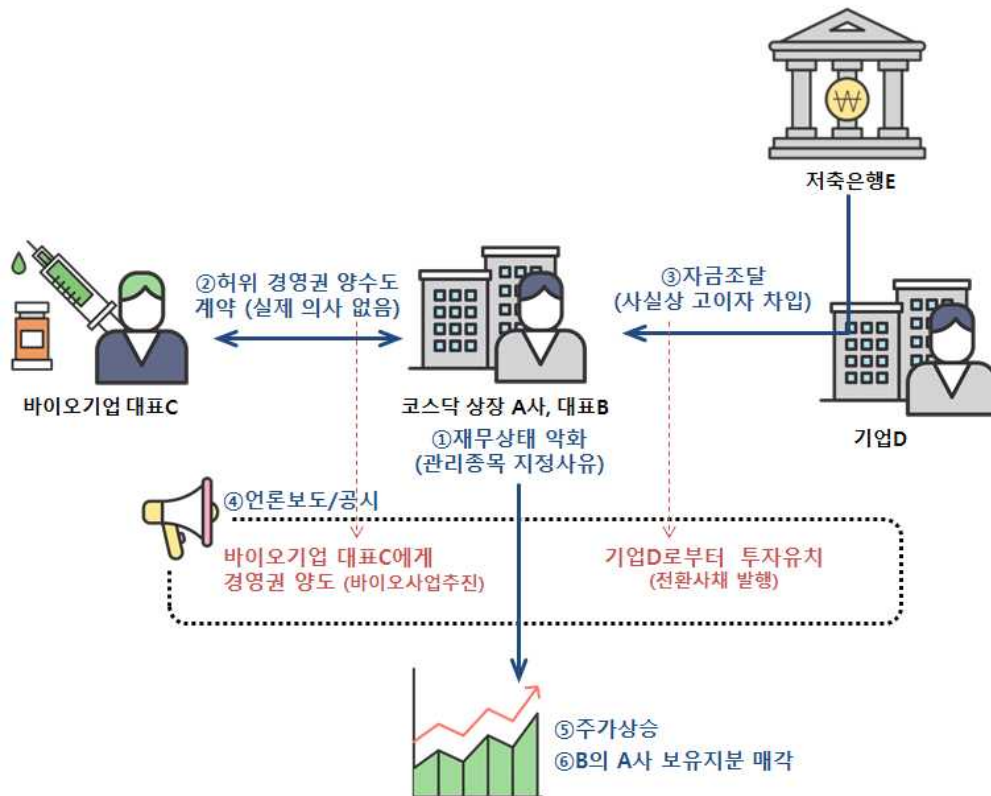 저축은행E
②허위 경영권 양수도
계약 (실제 의사 없음)
③자금조달
(사실상 고이자 차입)
바이오기업 대표C
코스닥 상장 A사, 대표B
기업D
①재무상태 악화
(관리종목 지정사유)
④언론보도/공시
바이오기업 대표C에게
경영권 양도 (바이오사업추진)
기업D로부터 투자유치
(전환사채 발행)
⑤주가상승
⑥B의 A사 보유지분 매각